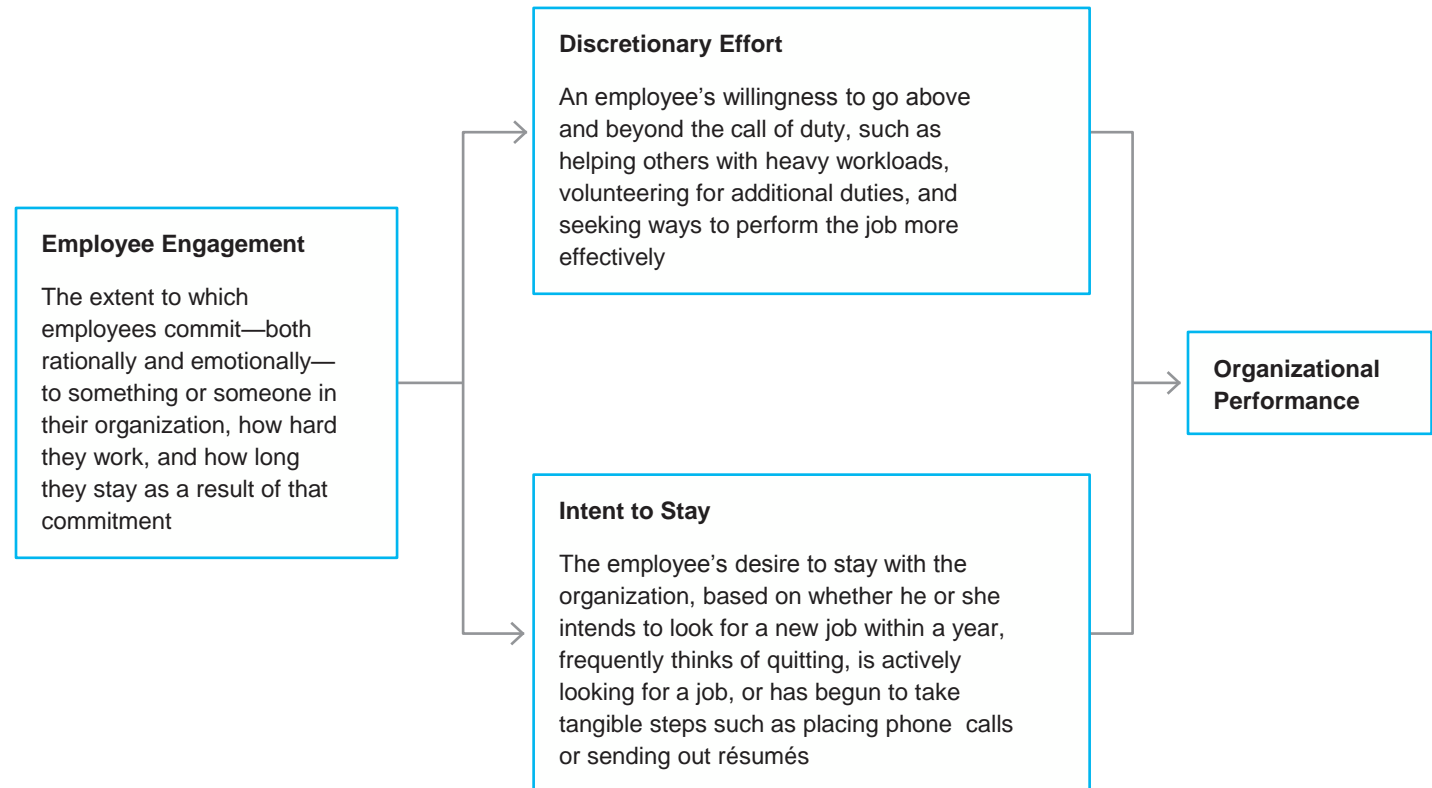 Employee Engagement
The extent to which
employees commit—both
rationally and emotionally—
to something or someone in
their organization, how hard
they work, and how long
they stay as a result of that
commitment
Discretionary Effort
An employee’s willingness to go above
and beyond the call of duty, such as
helping others with heavy workloads,
volunteering for additional duties, and
seeking ways to perform the job more
effectively
Intent to Stay
The employee’s desire to stay with the
organization, based on whether he or she
intends to look for a new job within a year,
frequently thinks of quitting, is actively
looking for a job, or has begun to take
tangible steps such as placing phone  calls
or sending out résumés
Organizational
Performance